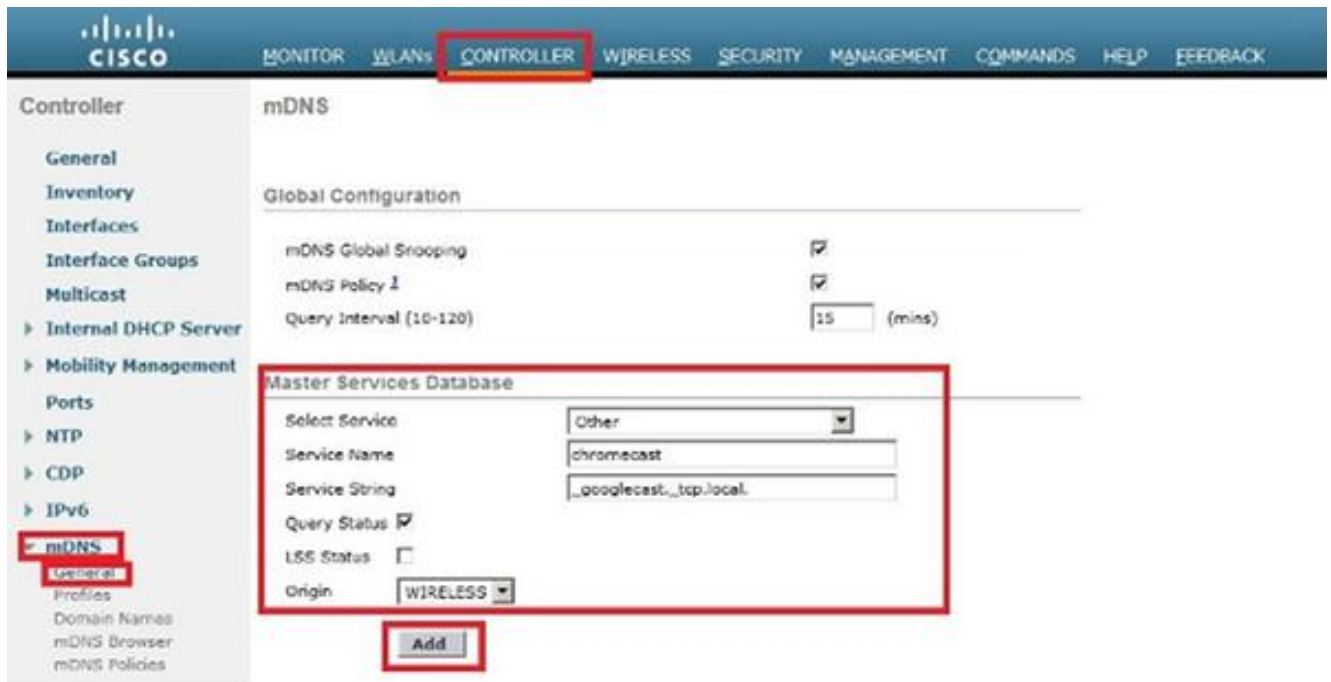 CISCO
MONITOR WLANs CONTROLLER WIRELESS SECURITY MANAGEMENT COMMANDS HELP FEEDBACK
Controller
General
Inventory
Interfaces
Interface Groups
Multicast
Internal DHCP Server
Mobility Management
Ports
NTP
CDP
IPv6
mDNS
General
Profiles
Domain Names
mDNS Browser
mDNS Policies
mDNS
Global Configuration
mDNS Global Snooping
mDNS Policy 1
Query Interval (10-120) 15 (mins)
Master Services Database
Select Service Other
Service Name chromecast
Service String _googlecast._tcp.local.
Query Status
LSS Status
Origin WIRELESS
Add